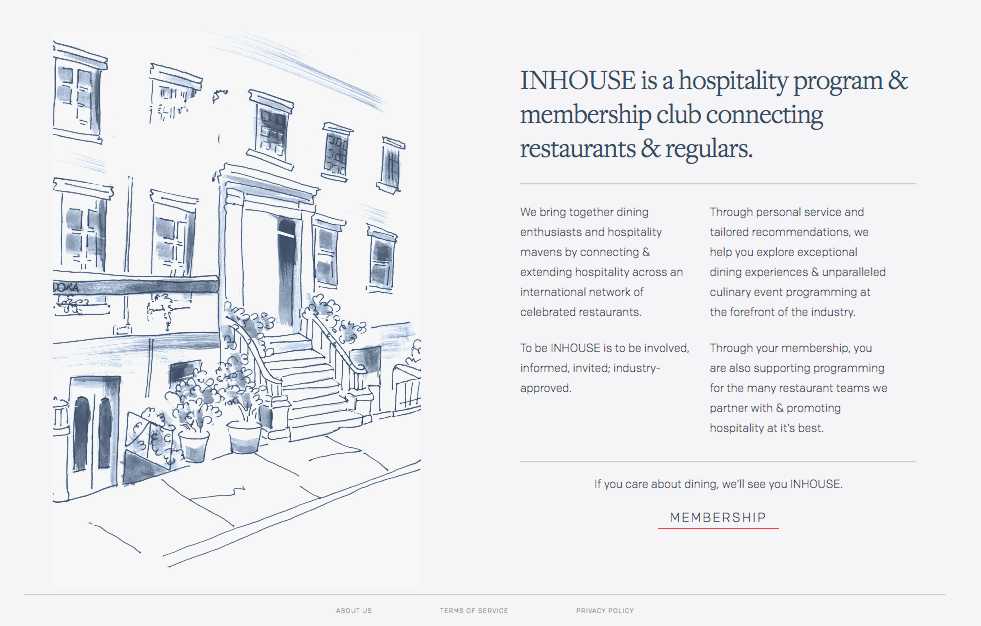 INHOUSE is a hospitality program &
membership club connecting
restaurants & regulars.
We bring together dining
enthusiasts and hospitality
mavens by connecting &
extending hospitality across an
international network of
celebrated restaurants.
To be INHOUSE is to be involved,
informed, invited; industry-
approved.
Through personal service and
tailored recommendations, we
help you explore exceptional
dining experiences & unparalleled
culinary event programming at
the forefront of the industry.
Through your membership, you
are also supporting programming
for the many restaurant teams we
partner with & promoting
hospitality at it's best.
If you care about dining, we'll see you INHOUSE.
MEMBERSHIP
ABOUT US
TERMS OF SERVICE
PRIVACY POLICY